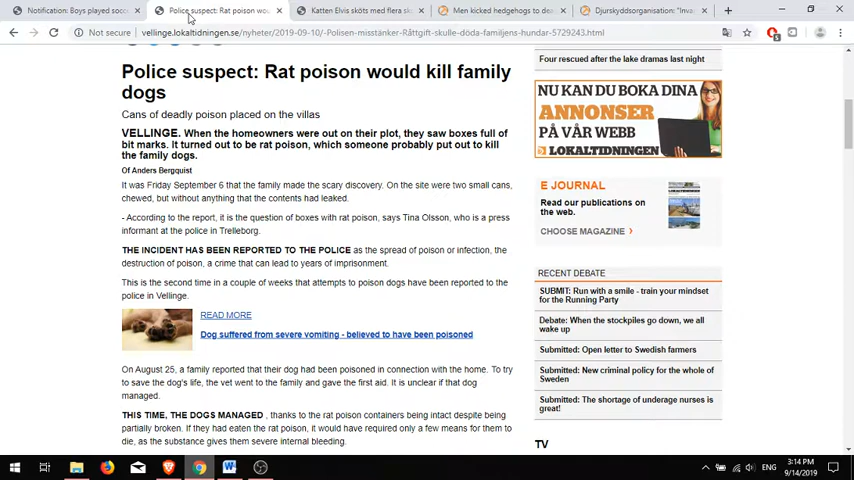 Notification: Boys played socc
Police suspect: Rat poison wou
Katten Elvis sköts med flera sk
Men kicked hedgehogs to dea
Djurskyddsorganisation: "Inva
Not secure
vellinge.lokaltidningen.se/nyheter/2019-09-10/-Polisen-misstänker-Råttgift-skulle-döda-familjens-hundar-5729243.html
Police suspect: Rat poison would kill family
dogs
Cans of deadly poison placed on the villas
VELLINGE. When the homeowners were out on their plot, they saw boxes full of
bit marks. It turned out to be rat poison, which someone probably put out to kill
the family dogs.
Of Anders Bergquist
It was Friday September 6 that the family made the scary discovery. On the site were two small cans,
chewed, but without anything that the contents had leaked.
- According to the report, it is the question of boxes with rat poison, says Tina Olsson, who is a press
informant at the police in Trelleborg.
THE INCIDENT HAS BEEN REPORTED TO THE POLICE as the spread of poison or infection, the
destruction of poison, a crime that can lead to years of imprisonment.
This is the second time in a couple of weeks that attempts to poison dogs have been reported to the
police in Vellinge.
READ MORE
Dog suffered from severe vomiting - believed to have been poisoned
On August 25, a family reported that their dog had been poisoned in connection with the home. To try
to save the dog's life, the vet went to the family and gave the first aid. It is unclear if that dog
managed.
THIS TIME, THE DOGS MANAGED , thanks to the rat poison containers being intact despite being
partially broken. If they had eaten the rat poison, it would have required only a few means for them to
die, as the substance gives them severe internal bleeding.
Four rescued after the lake dramas last night
NU KAN DU BOKA DINA
ANNONSER
PÅ VÅR WEBB
LOKALTIDNINGEN
E JOURNAL
Read our publications on
the web.
CHOOSE MAGAZINE
RECENT DEBATE
SUBMIT: Run with a smile - train your mindset
for the Running Party
Debate: When the stockpiles go down, we all
wake up
Submitted: Open letter to Swedish farmers
Submitted: New criminal policy for the whole of
Sweden
Submitted: The shortage of underage nurses is
great!
TV
ENG
3:14 PM
9/14/2019